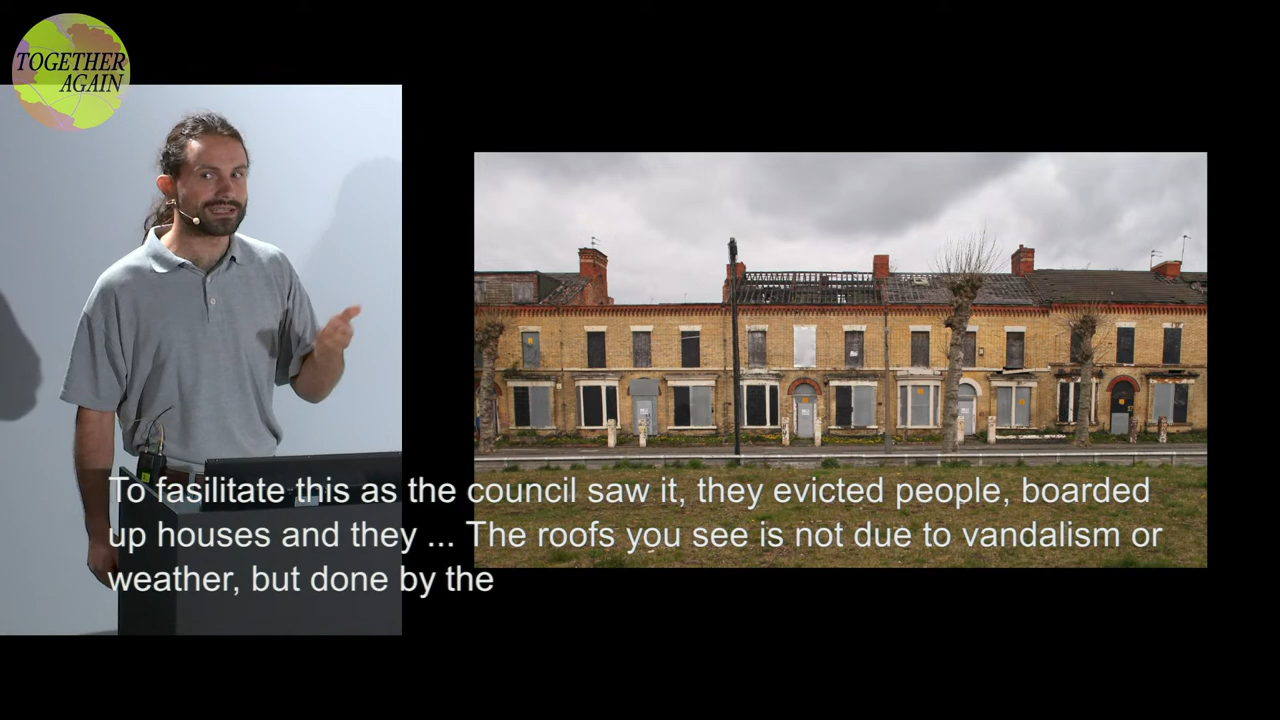 TOGETHER
AGAIN
To fasilitate this as the council saw it, they evicted people, boarded
up houses and they ... The roofs you see is not due to vandalism or
weather, but done by the